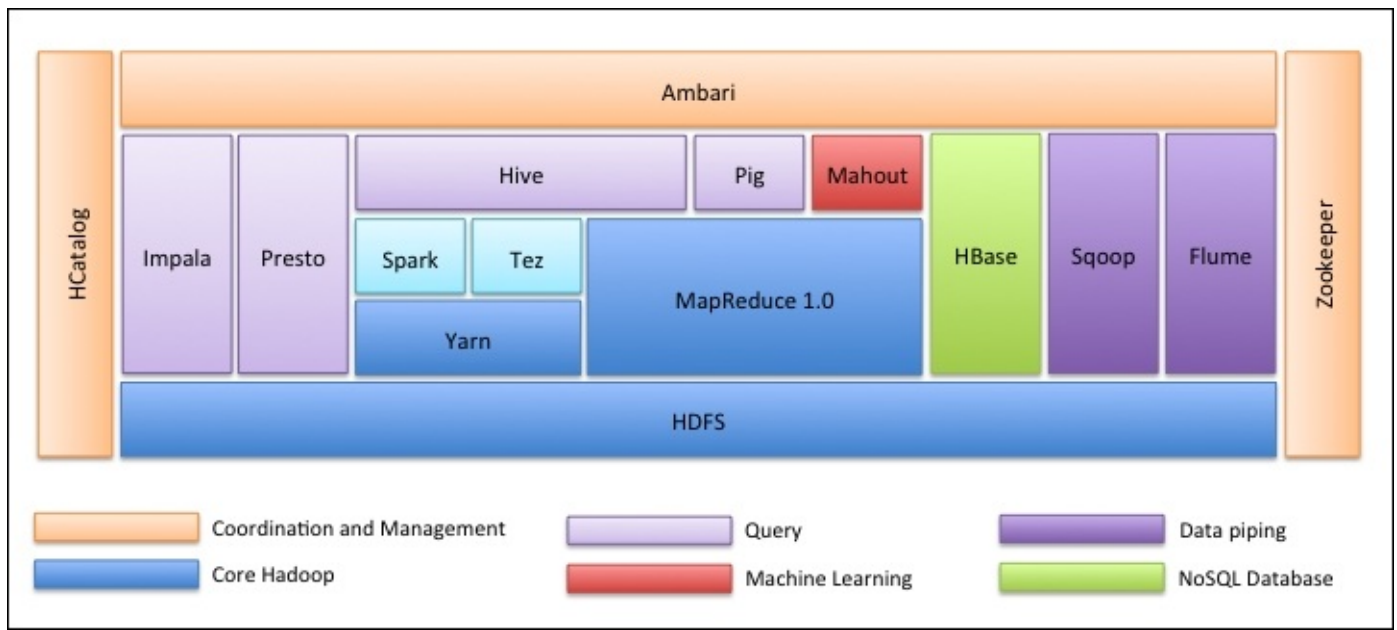 Ambari
HCatalog
Impala
Presto
Hive
Pig
Mahout
Spark
Tez
Yarn
MapReduce 1.0
HBase
Sqoop
Flume
Zookeeper
HDFS
Coordination and Management
Query
Data piping
Core Hadoop
Machine Learning
NoSQL Database